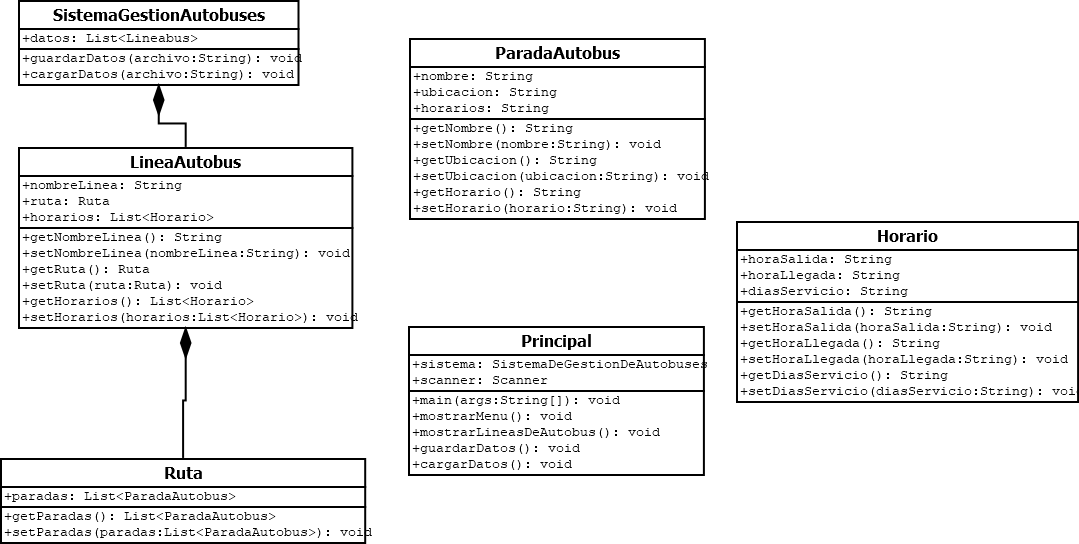 SistemaGestionAutobuses
+datos: List<Lineabus>
+guardarDatos(archivo:String): void
+cargarDatos(archivo:String): void
LineaAutobus
+nombreLinea: String
+ruta: Ruta
+horarios: List<Horario>
+getNombreLinea(): String
+setNombreLinea(nombreLinea:String): void
+getRuta(): Ruta
+setRuta(ruta:Ruta): void
+getHorarios(): List<Horario>
+setHorarios(horarios:List<Horario>): void
Ruta
+paradas: List<ParadaAutobus>
+getParadas(): List<ParadaAutobus>
+setParadas(paradas:List<ParadaAutobus>): void
ParadaAutobus
+nombre: String
+ubicacion: String
+horarios: String
+getNombre(): String
+setNombre(nombre:String): void
+getUbicacion(): String
+setUbicacion(ubicacion:String): void
+getHorario(): String
+setHorario(horario:String): void
Principal
+sistema: SistemaDeGestionDeAutobuses
+scanner: Scanner
+main(args:String[]): void
+mostrarMenu(): void
+mostrarLineasDeAutobus(): void
+guardarDatos(): void
+cargarDatos(): void
Horario
+horaSalida: String
+horaLlegada: String
+diasServicio: String
+getHoraSalida(): String
+setHoraSalida(horaSalida:String): void
+getHoraLlegada(): String
+setHoraLlegada(horaLlegada:String): void
+getDiasServicio(): String
+setDiasServicio(diasServicio:String): void